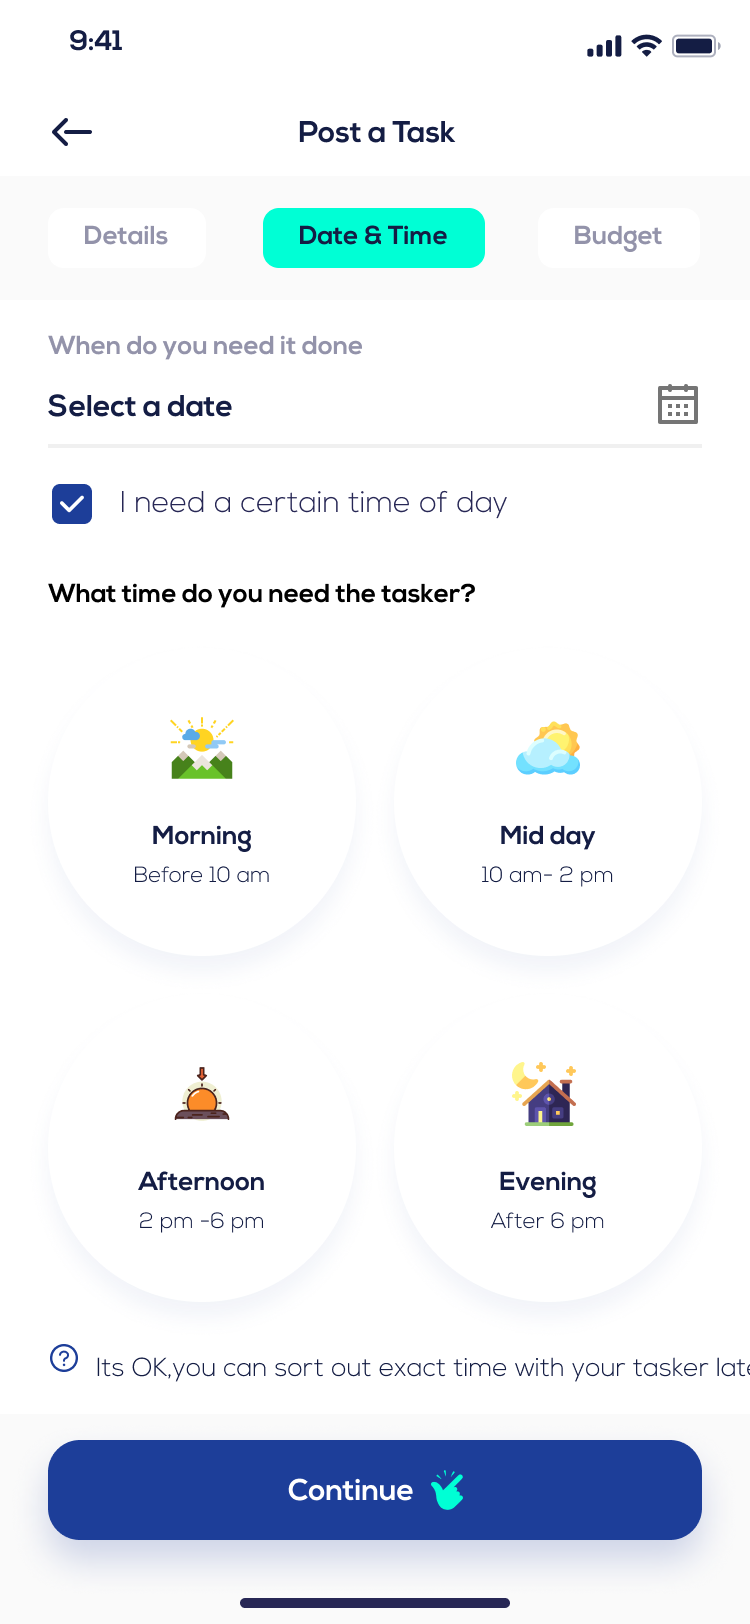 9:41
Post a Task
Details
Date & Time
Budget
When do you need it done
Select a date
I need a certain time of day
What time do you need the tasker?
Morning
Before 10 am
Mid day
10 am- 2 pm
Afternoon
2 pm -6 pm
Evening
After 6 pm
Its OK,you can sort out exact time with your tasker
Continue